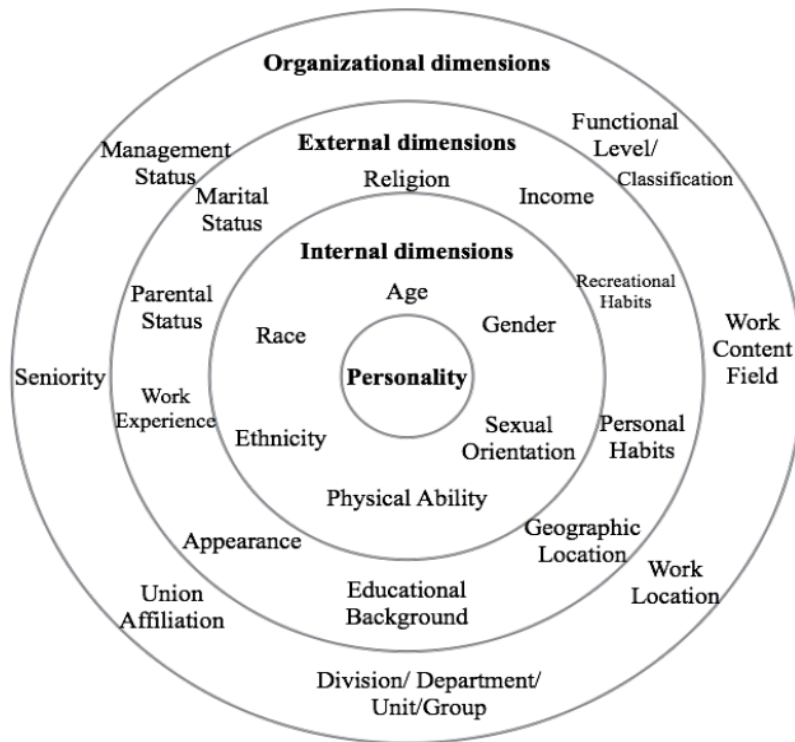 Organizational dimensions
Functional
Level/
Classification
Management
Status
External dimensions
Religion
Marital
Status
Income
Internal dimensions
Age
Parental
Status
Recreational
Habits
Race
Gender
Work
Content
Field
Seniority
Personality
Work
Experience
Ethnicity
Sexual
Orientation
Personal
Habits
Physical Ability
Appearance
Geographic
Location
Work
Location
Union
Affiliation
Educational
Background
Division/ Department/
Unit/Group